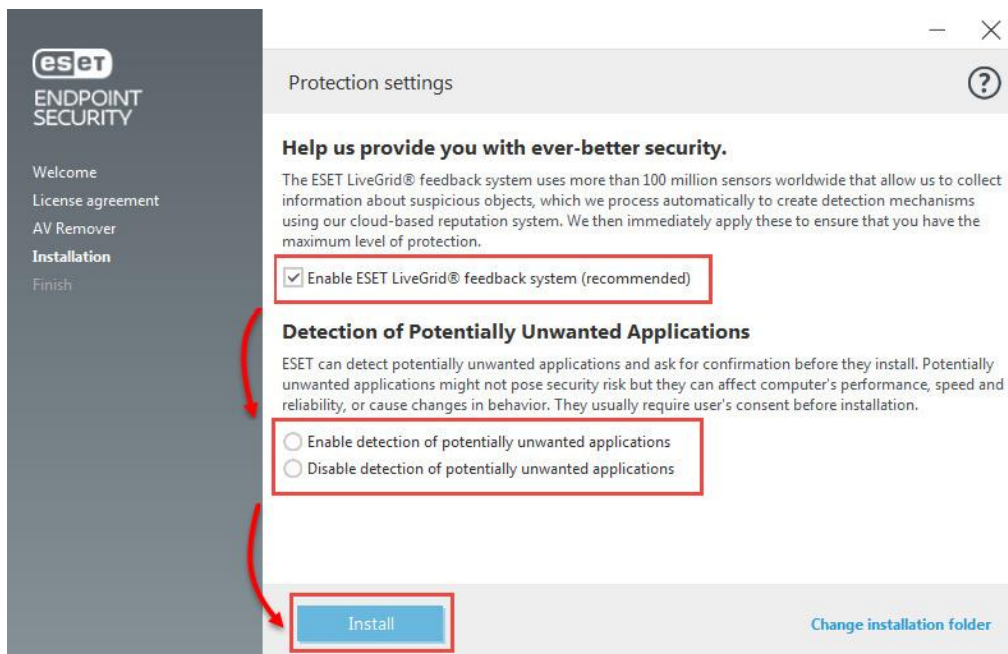 eset
ENDPOINT
SECURITY
Welcome
License agreement
AV Remover
Installation
Finish
Protection settings
?
Help us provide you with ever-better security.
The ESET LiveGrid® feedback system uses more than 100 million sensors worldwide that allow us to collect
information about suspicious objects, which we process automatically to create detection mechanisms
using our cloud-based reputation system. We then immediately apply these to ensure that you have the
maximum level of protection.
Enable ESET LiveGrid® feedback system (recommended)
Detection of Potentially Unwanted Applications
ESET can detect potentially unwanted applications and ask for confirmation before they install. Potentially
unwanted applications might not pose security risk but they can affect computer's performance, speed and
reliability, or cause changes in behavior. They usually require user's consent before installation.
Enable detection of potentially unwanted applications
Disable detection of potentially unwanted applications
Install
Change installation folder